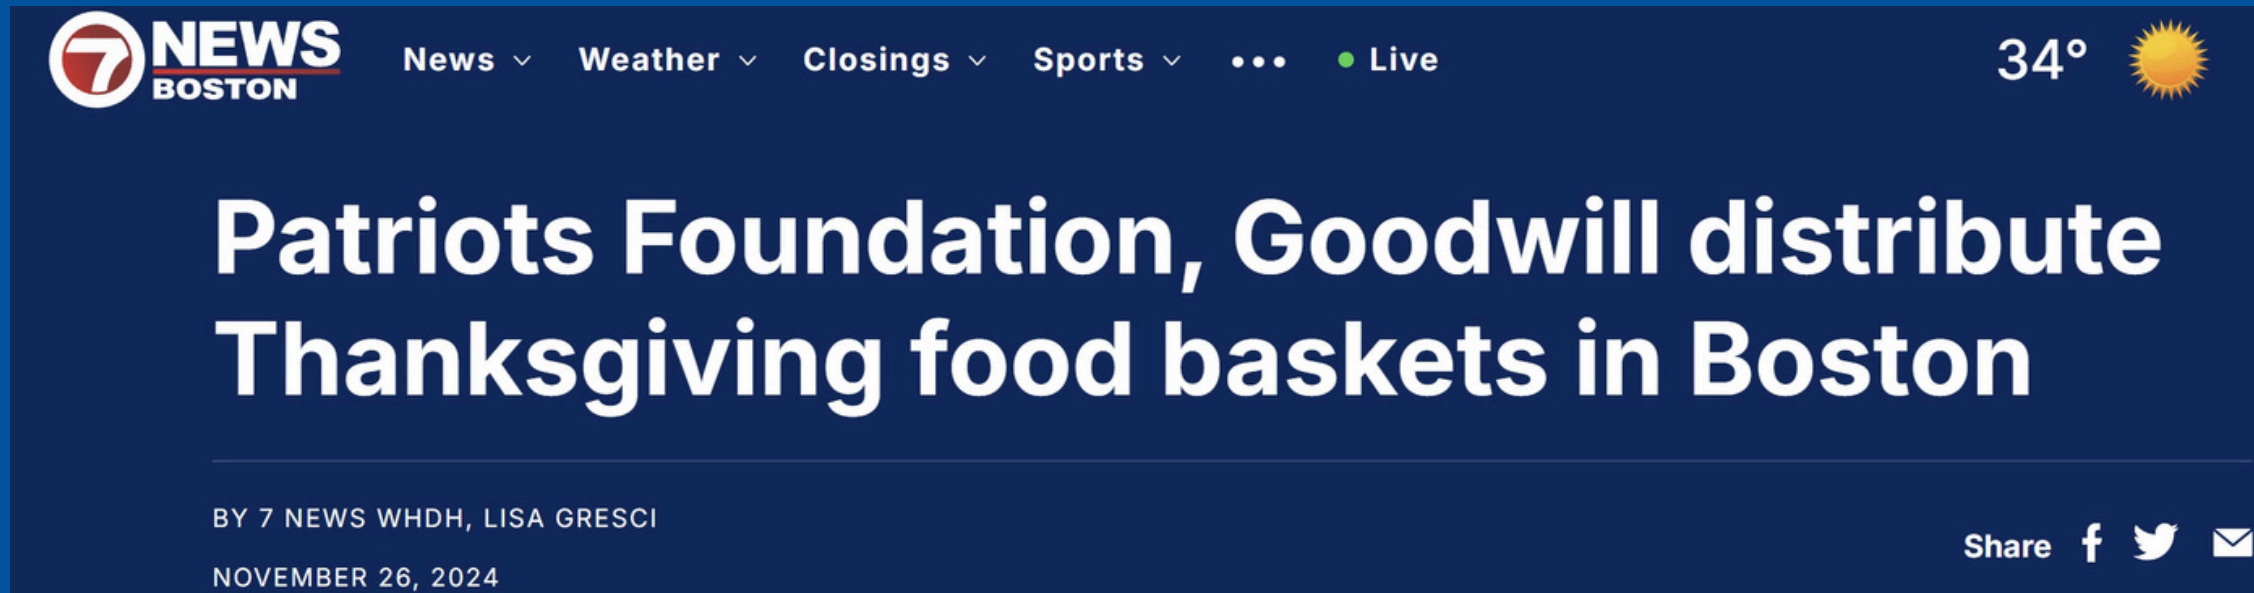 7 NEWS BOSTON
News Weather Closings Sports ••• Live 34°
Patriots Foundation, Goodwill distribute
Thanksgiving food baskets in Boston
BY 7 NEWS WHDH, LISA GRESCI
NOVEMBER 26, 2024
Share